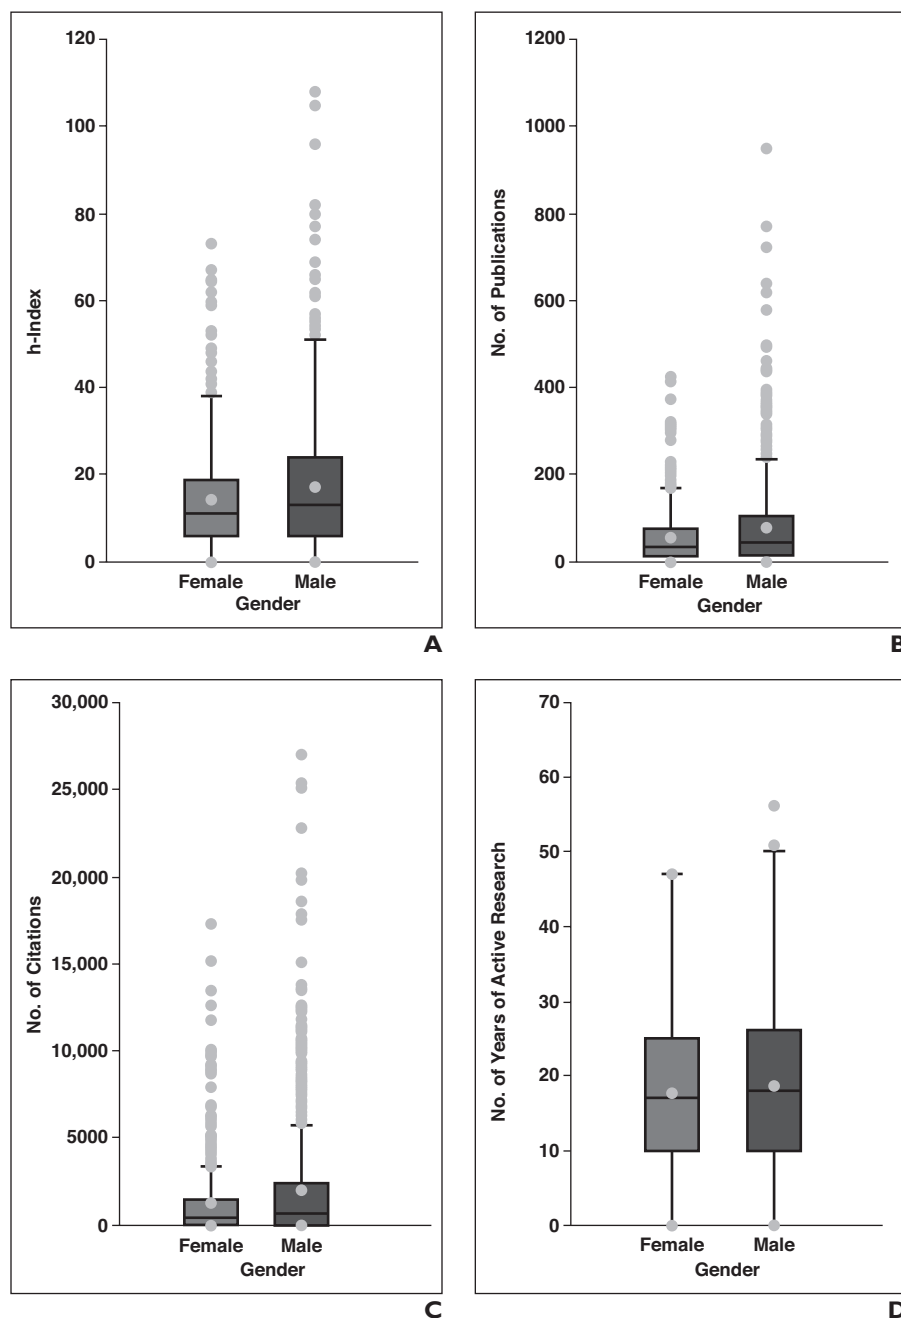 120
100
80
60
40
20
0
h-Index
Female Male
Gender
A
1200
1000
800
600
400
200
0
No. of Publications
Female Male
Gender
B
30,000
25,000
20,000
15,000
10,000
5000
0
No. of Citations
Female Male
Gender
C
70
60
50
40
30
20
10
0
No. of Years of Active Research
Female Male
Gender
D